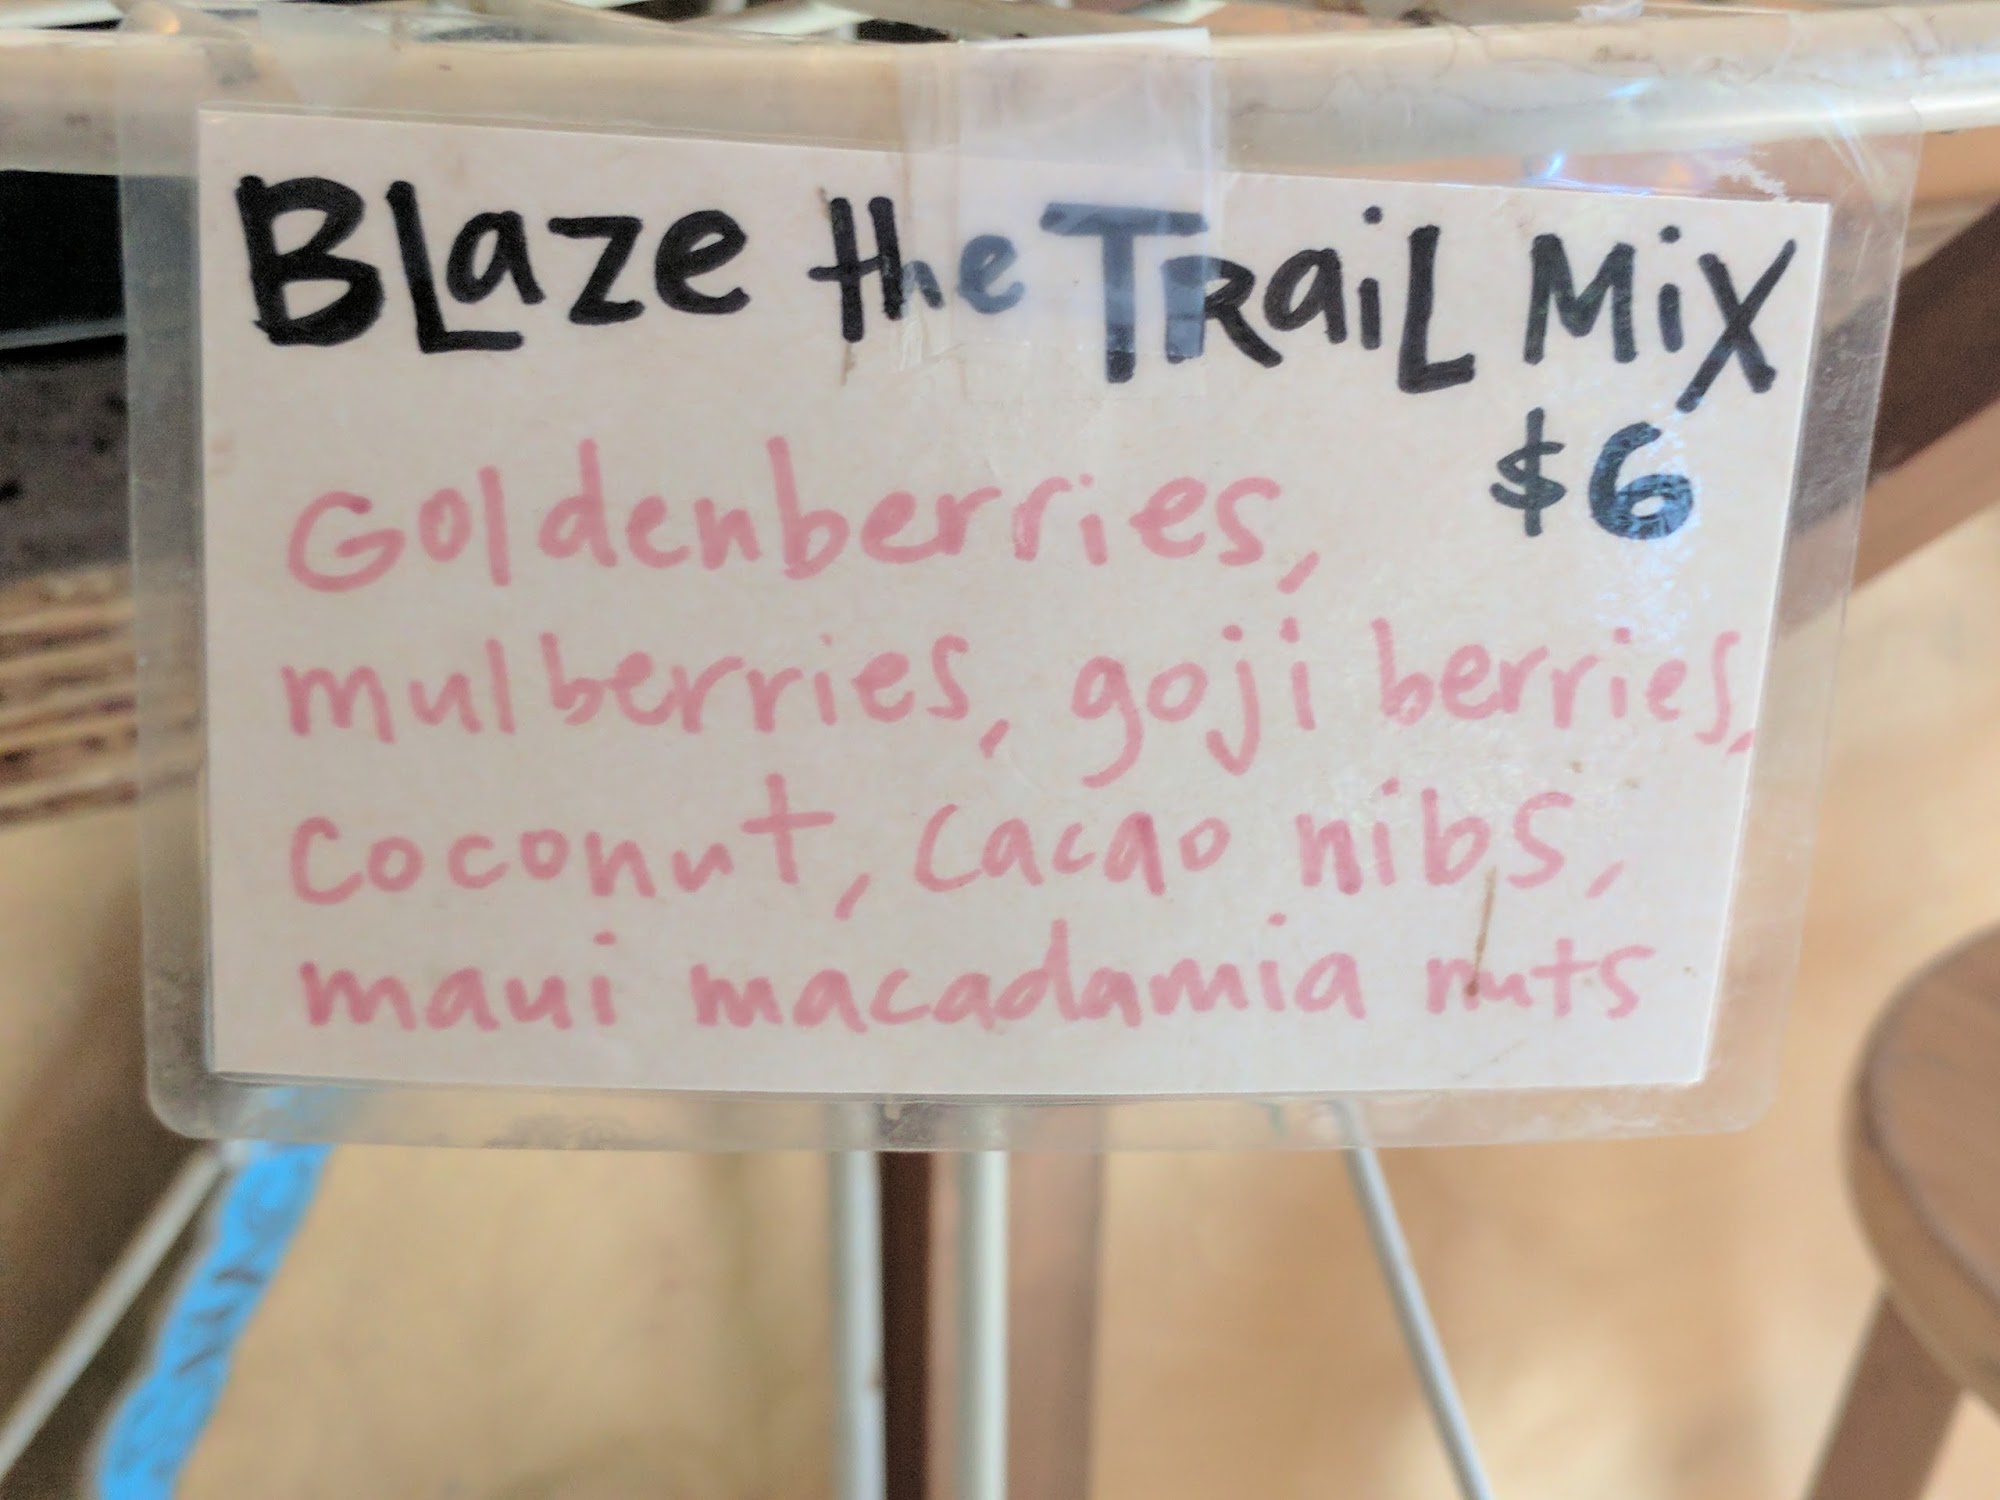 BLaze the TRaiL MiX
$6
Goldenberries,
mulberries, goji berries,
coconut, cacao nibs,
maui macadamia nuts